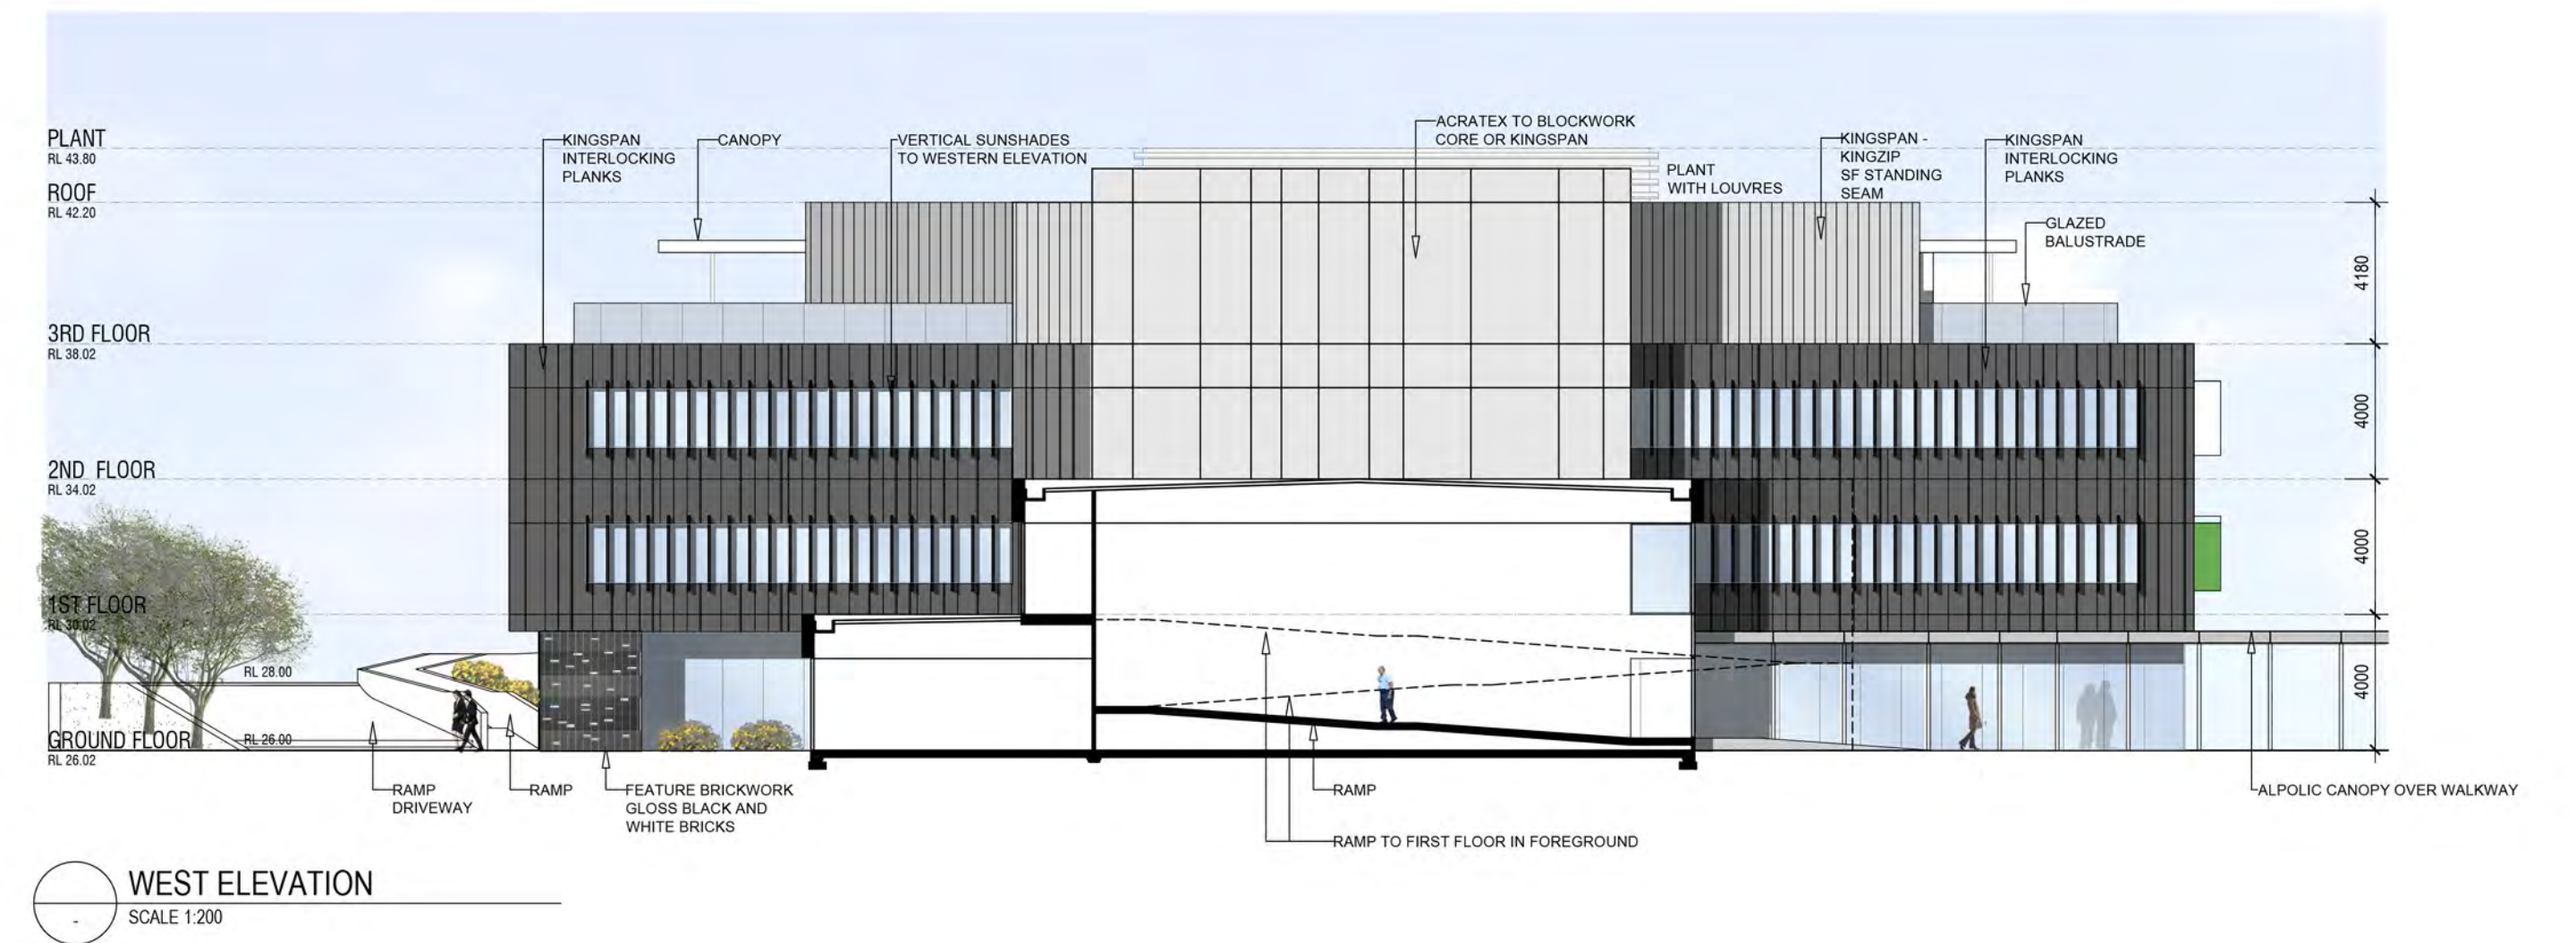 PLANT
RL 43.80
ROOF
RL 42.20
3RD FLOOR
RL 38.02
2ND FLOOR
RL 34.02
1ST FLOOR
RL 30.02
GROUND FLOOR
RL 26.02
RL 28.00
RL 26.00
KINGSPAN
INTERLOCKING
PLANKS
CANOPY
VERTICAL SUNSHADES
TO WESTERN ELEVATION
ACRATEX TO BLOCKWORK
CORE OR KINGSPAN
PLANT
WITH LOUVRES
KINGSPAN -
KINGZIP
SF STANDING
SEAM
KINGSPAN
INTERLOCKING
PLANKS
GLAZED
BALUSTRADE
4180
4000
4000
4000
RAMP
DRIVEWAY
RAMP
FEATURE BRICKWORK
GLOSS BLACK AND
WHITE BRICKS
RAMP
RAMP TO FIRST FLOOR IN FOREGROUND
ALPOLIC CANOPY OVER WALKWAY
-
WEST ELEVATION
SCALE 1:200